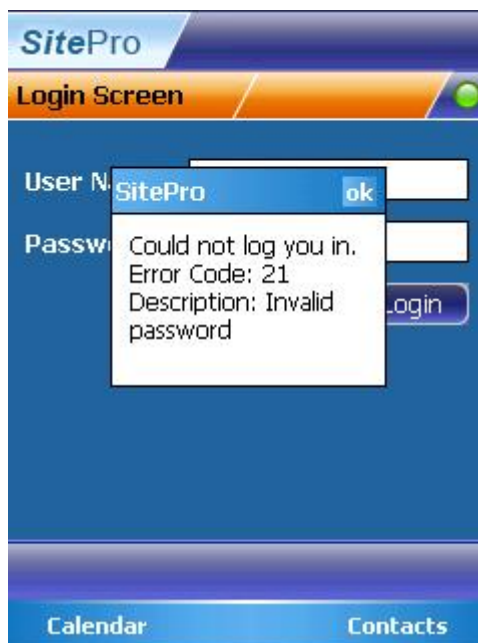 SitePro
Login Screen
User N
SitePro ok
Passw
Could not log you in.
Error Code: 21
Description: Invalid
password
Login
Calendar Contacts